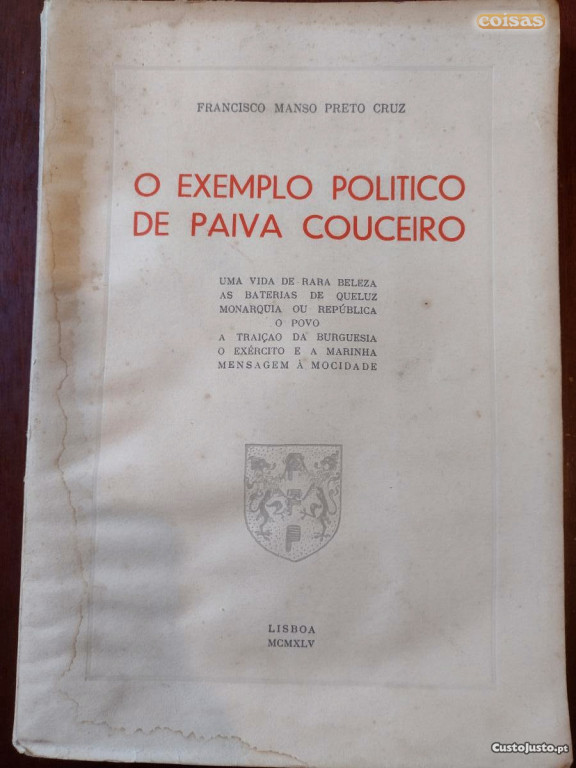 coisas
FRANCISCO MANSO PRETO CRUZ
O EXEMPLO POLITICO
DE PAIVA COUCEIRO
UMA VIDA DE RARA BELEZA
AS BATERIAS DE QUELUZ
MONARQUIA OU REPÚBLICA
O POVO
A TRAIÇAO DA BURGUESIA
O EXÉRCITO E A MARINHA
MENSAGEM À MOCIDADE
LISBOA
MCMXLV
CustoJusto.pt